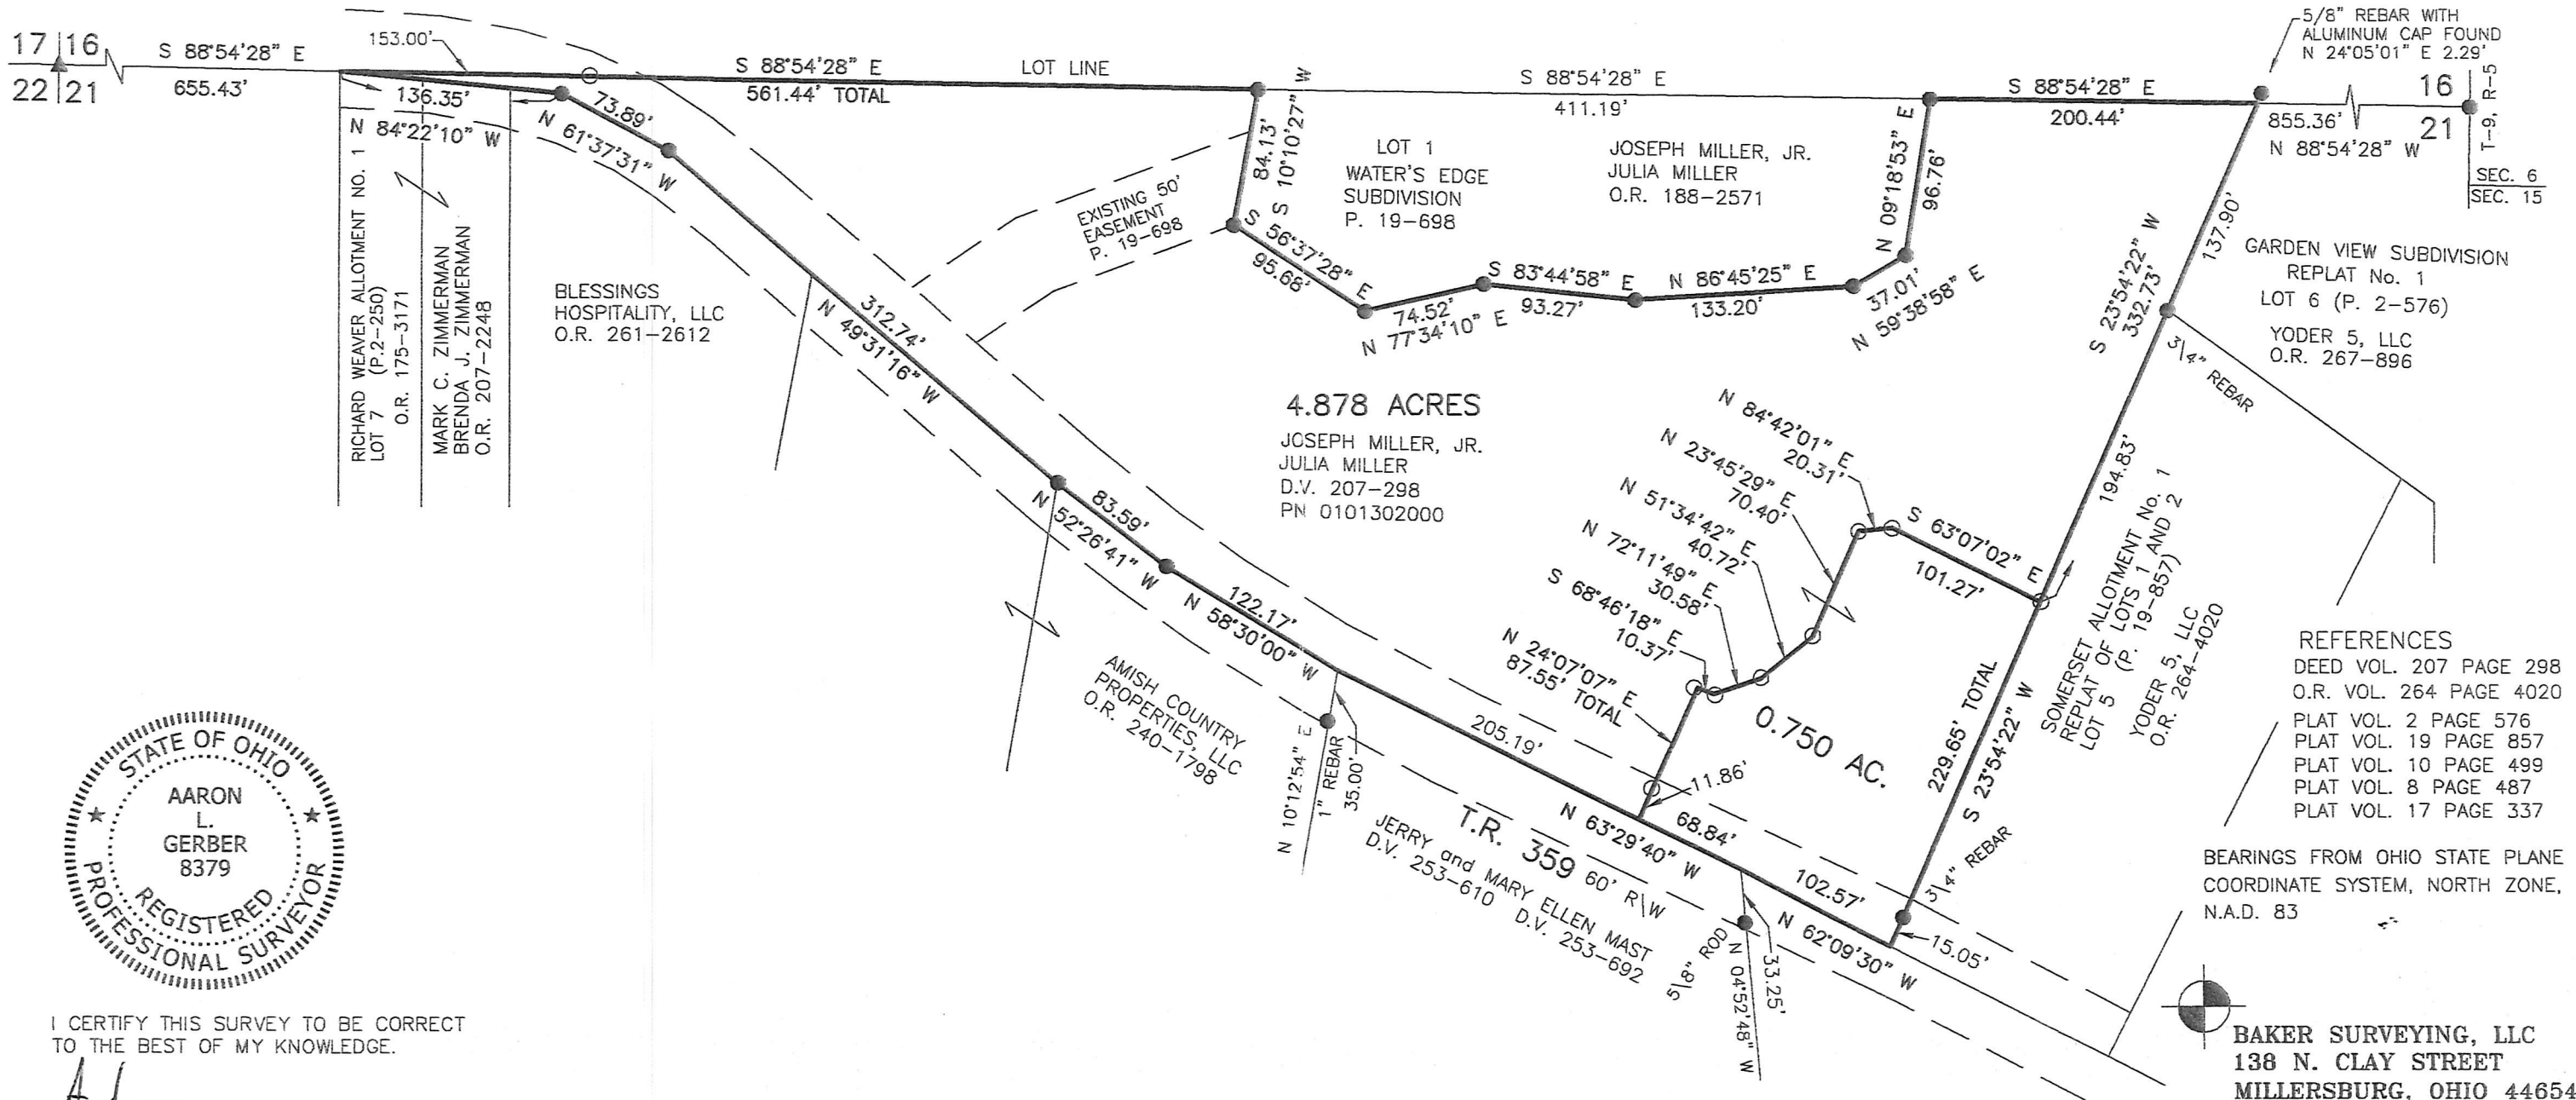 17 16
22 21
S 88°54'28" E
655.43'
153.00'
S 88°54'28" E
561.44' TOTAL
LOT LINE
S 88°54'28" E
411.19'
S 88°54'28" E
200.44'
5/8" REBAR WITH
ALUMINUM CAP FOUND
N 24°05'01" E 2.29'
855.36'
N 88°54'28" W
16
21
T-9, R-5
SEC. 6
SEC. 15
136.35'
N 84°22'10" W
73.89'
N 61°37'31" W
RICHARD WEAVER ALLOTMENT NO. 1
LOT 7 (P.2-250)
O.R. 175-3171
MARK C. ZIMMERMAN
BRENDA J. ZIMMERMAN
O.R. 207-2248
BLESSINGS
HOSPITALITY, LLC
O.R. 261-2612
312.74'
N 49°31'16" W
EXISTING 50'
EASEMENT
P. 19-698
84.13'
S 10°10'27" W
LOT 1
WATER'S EDGE
SUBDIVISION
P. 19-698
JOSEPH MILLER, JR.
JULIA MILLER
O.R. 188-2571
S 56°37'28" E
95.68'
74.52'
N 77°34'10" E
S 83°44'58" E
93.27'
N 86°45'25" E
133.20'
37.01'
N 59°38'58" E
N 09°18'53" E
96.76'
137.90'
S 23°54'22" W
332.73'
GARDEN VIEW SUBDIVISION
REPLAT No. 1
LOT 6 (P. 2-576)
YODER 5, LLC
O.R. 267-896
3\4" REBAR
194.83'
4.878 ACRES
JOSEPH MILLER, JR.
JULIA MILLER
D.V. 207-298
PN 0101302000
N 84°42'01" E
20.31'
N 23°45'29" E
70.40'
N 51°34'42" E
40.72'
N 72°11'49" E
30.58'
S 68°46'18" E
10.37'
N 24°07'07" E
87.55' TOTAL
S 63°07'02" E
101.27'
SOMERSET ALLOTMENT No. 1
REPLAT OF LOTS 1 AND 2
LOT 5 (P. 19-857)
YODER 5, LLC
O.R. 264-4020
83.59'
N 52°26'41" W
122.17'
N 58°30'00" W
AMISH COUNTRY
PROPERTIES, LLC
O.R. 240-1798
205.19'
N 63°29'40" W
11.86'
68.84'
0.750 AC.
229.65' TOTAL
S 23°54'22" W
3\4" REBAR
15.05'
102.57'
N 62°09'30" W
N 10°12'54" E
1" REBAR
35.00'
T.R. 359 60' R\W
JERRY and MARY ELLEN MAST
D.V. 253-610 D.V. 253-692
5\8" ROD
N 04°52'48" W
33.25'
REFERENCES
DEED VOL. 207 PAGE 298
O.R. VOL. 264 PAGE 4020
PLAT VOL. 2 PAGE 576
PLAT VOL. 19 PAGE 857
PLAT VOL. 10 PAGE 499
PLAT VOL. 8 PAGE 487
PLAT VOL. 17 PAGE 337
BEARINGS FROM OHIO STATE PLANE
COORDINATE SYSTEM, NORTH ZONE,
N.A.D. 83
STATE OF OHIO
AARON
L.
GERBER
8379
REGISTERED
PROFESSIONAL SURVEYOR
I CERTIFY THIS SURVEY TO BE CORRECT
TO THE BEST OF MY KNOWLEDGE.
BAKER SURVEYING, LLC
138 N. CLAY STREET
MILLERSBURG, OHIO 44654